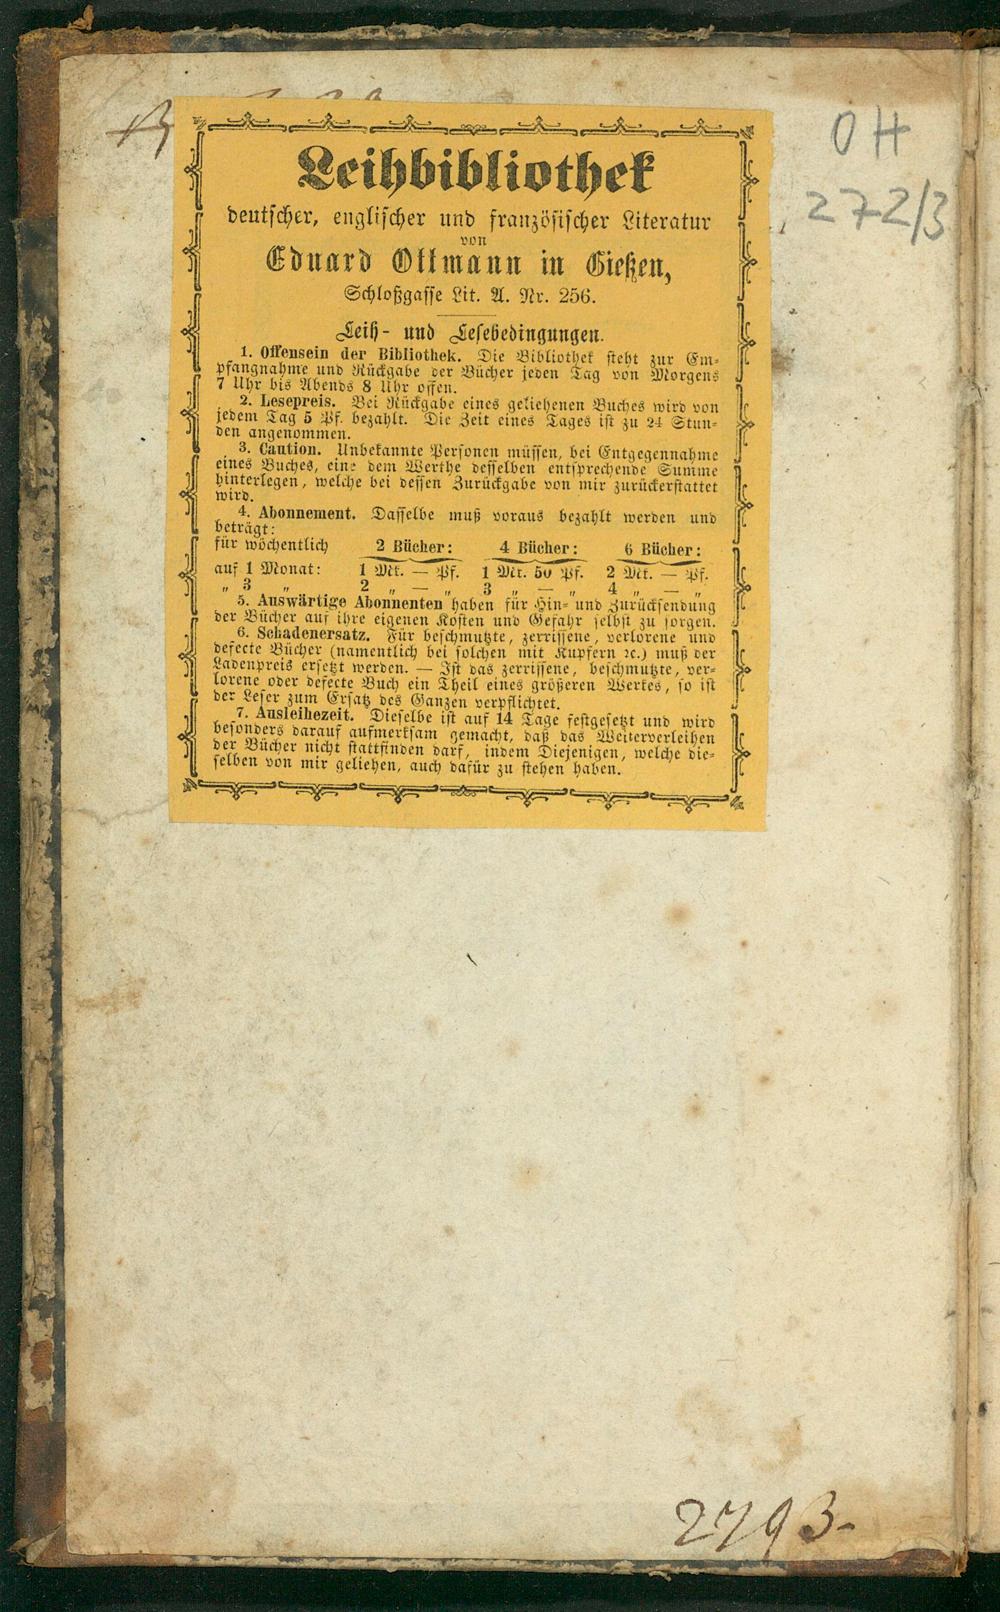 OH
272/3
Leihbibliothek
deutscher, englischer und französischer Literatur
von
Eduard Ottmann in Gießen,
Schloßgasse Lit. A. Nr. 256.
Leih- und Lesebedingungen.
1. Offensein der Bibliothek. Die Bibliothek steht zur Em-
pfangnahme und Rückgabe der Bücher jeden Tag von Morgens
7 Uhr bis Abends 8 Uhr offen.
2. Lesepreis. Bei Rückgabe eines geliehenen Buches wird von
jedem Tag 5 Pf. bezahlt. Die Zeit eines Tages ist zu 24 Stun-
den angenommen.
3. Caution. Unbekannte Personen müssen, bei Entgegennahme
eines Buches, eine dem Werthe desselben entsprechende Summe
hinterlegen, welche bei dessen Zurückgabe von mir zurückerstattet
wird.
4. Abonnement. Dasselbe muß voraus bezahlt werden und
beträgt:
für wöchentlich 2 Bücher: 4 Bücher: 6 Bücher:
auf 1 Monat: 1 Mk. — Pf. 1 Mk. 50 Pf. 2 Mk. — Pf.
„ 3 „ 2 „ — „ 3 „ — „ 4 „ — „
5. Auswärtige Abonnenten haben für Hin- und Zurücksendung
der Bücher auf ihre eigenen Kosten und Gefahr selbst zu sorgen.
6. Schadenersatz. Für beschmutzte, zerrissene, verlorene und
defecte Bücher (namentlich bei solchen mit Kupfern ꝛc.) muß der
Ladenpreis ersetzt werden. — Ist das zerrissene, beschmutzte, ver-
lorene oder defecte Buch ein Theil eines größeren Werkes, so ist
der Leser zum Ersatz des Ganzen verpflichtet.
7. Ausleihezeit. Dieselbe ist auf 14 Tage festgesetzt und wird
besonders darauf aufmerksam gemacht, daß das Weiterverleihen
der Bücher nicht stattfinden darf, indem Diejenigen, welche die-
selben von mir geliehen, auch dafür zu stehen haben.
2793.